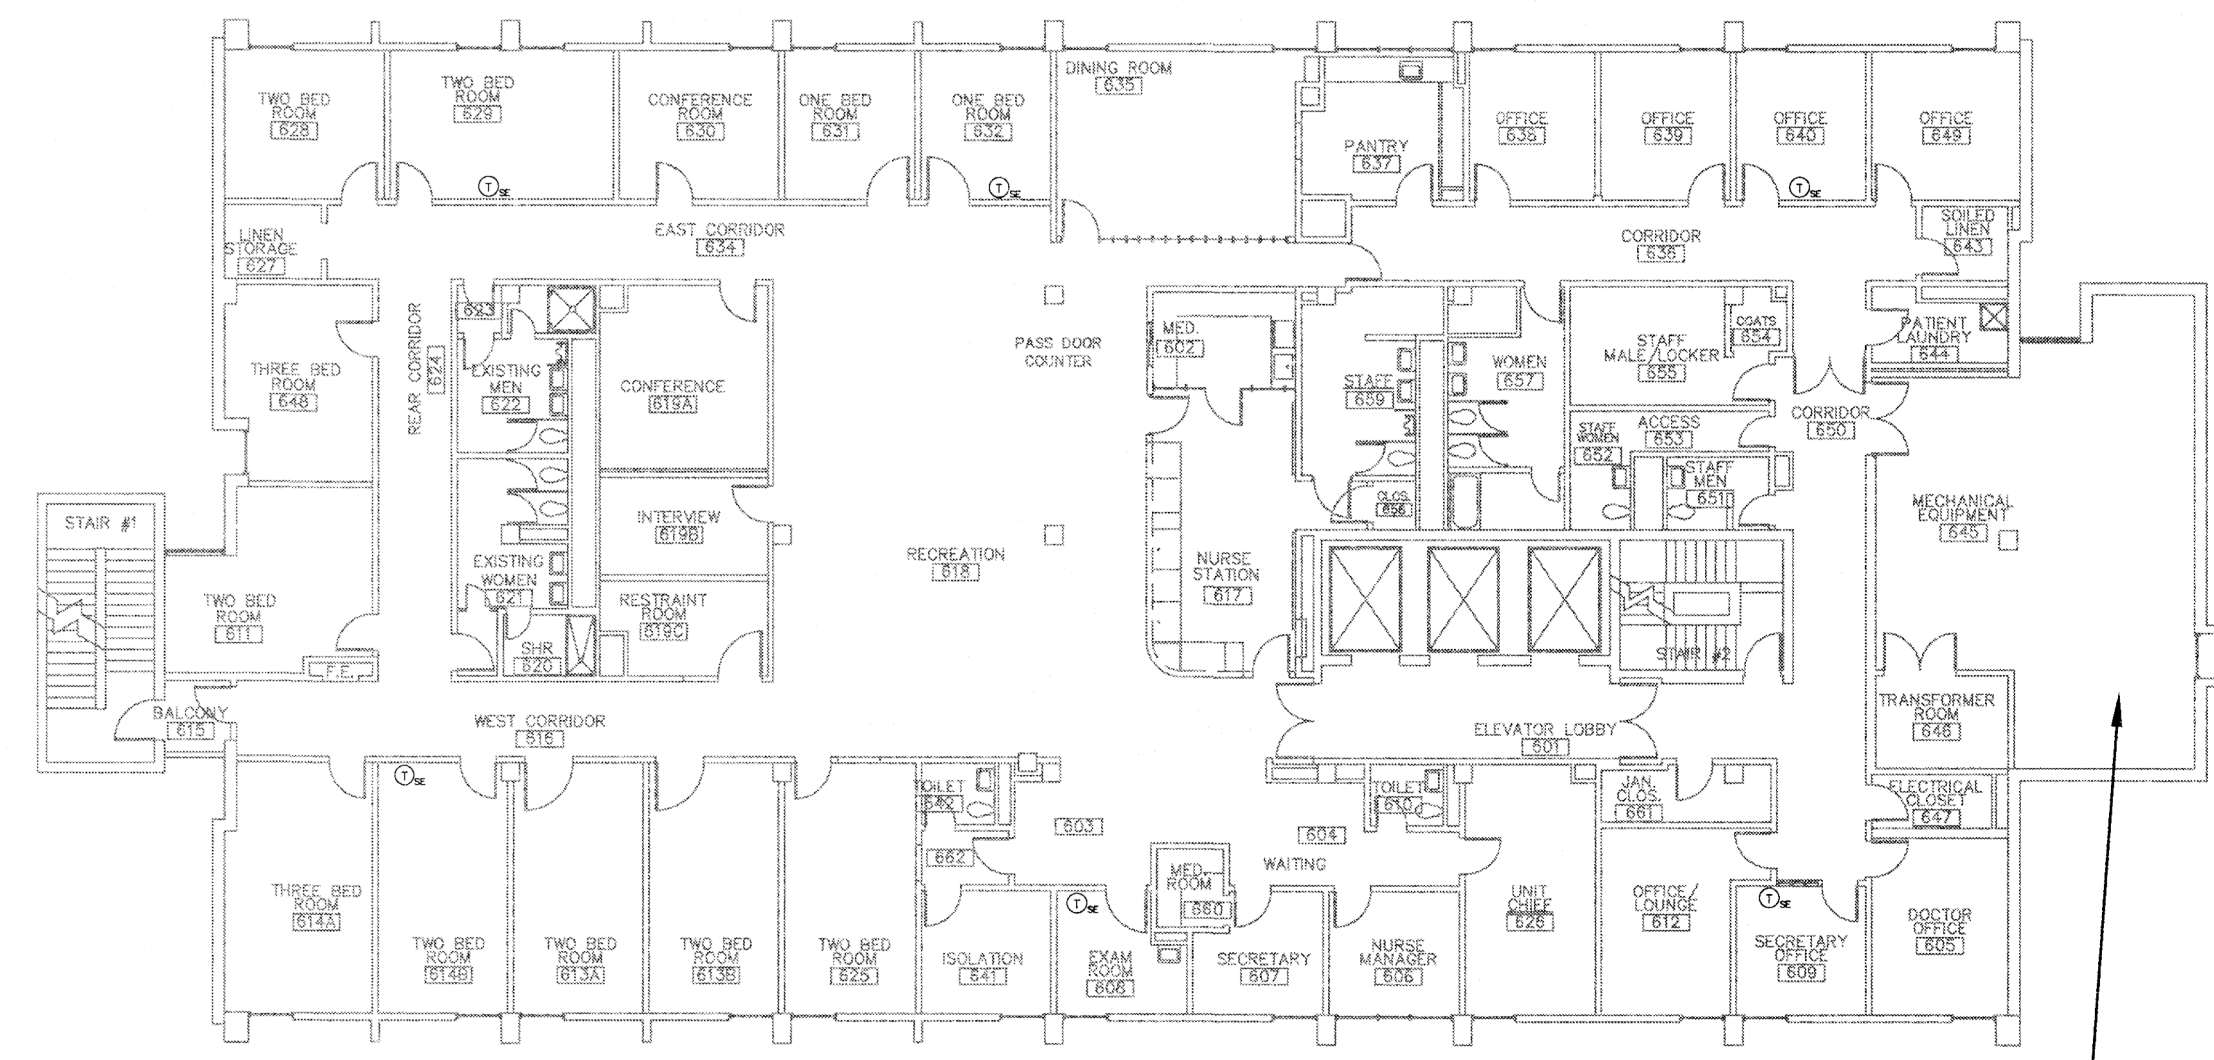 TWO BED
ROOM
628
TWO BED
ROOM
629
CONFERENCE
ROOM
630
ONE BED
ROOM
631
ONE BED
ROOM
632
DINING ROOM
635
PANTRY
637
OFFICE
638
OFFICE
639
OFFICE
640
OFFICE
649
T SE
T SE
T SE
LINEN
STORAGE
627
EAST CORRIDOR
634
CORRIDOR
636
SOILED
LINEN
643
623
REAR CORRIDOR
624
THREE BED
ROOM
648
EXISTING
MEN
622
CONFERENCE
619A
PASS DOOR
COUNTER
MED.
602
STAFF
659
WOMEN
657
STAFF
MALE/LOCKER
655
COATS
654
PATIENT
LAUNDRY
644
CORRIDOR
650
ACCESS
653
STAFF
WOMEN
652
STAFF
MEN
651
CLOS.
656
MECHANICAL
EQUIPMENT
645
STAIR #1
INTERVIEW
619B
RECREATION
618
NURSE
STATION
617
EXISTING
WOMEN
621
RESTRAINT
ROOM
619C
TWO BED
ROOM
611
F.E.
SHR
620
STAIR #2
BALCONY
615
WEST CORRIDOR
616
ELEVATOR LOBBY
601
TRANSFORMER
ROOM
646
T SE
TOILET
642
603
604
TOILET
610
JAN.
CLOS.
661
ELECTRICAL
CLOSET
647
662
WAITING
MED.
ROOM
660
THREE BED
ROOM
614A
TWO BED
ROOM
614B
TWO BED
ROOM
613A
TWO BED
ROOM
613B
TWO BED
ROOM
625
ISOLATION
641
T SE
EXAM
ROOM
608
SECRETARY
607
NURSE
MANAGER
606
UNIT
CHIEF
626
OFFICE/
LOUNGE
612
T SE
SECRETARY
OFFICE
609
DOCTOR
OFFICE
605